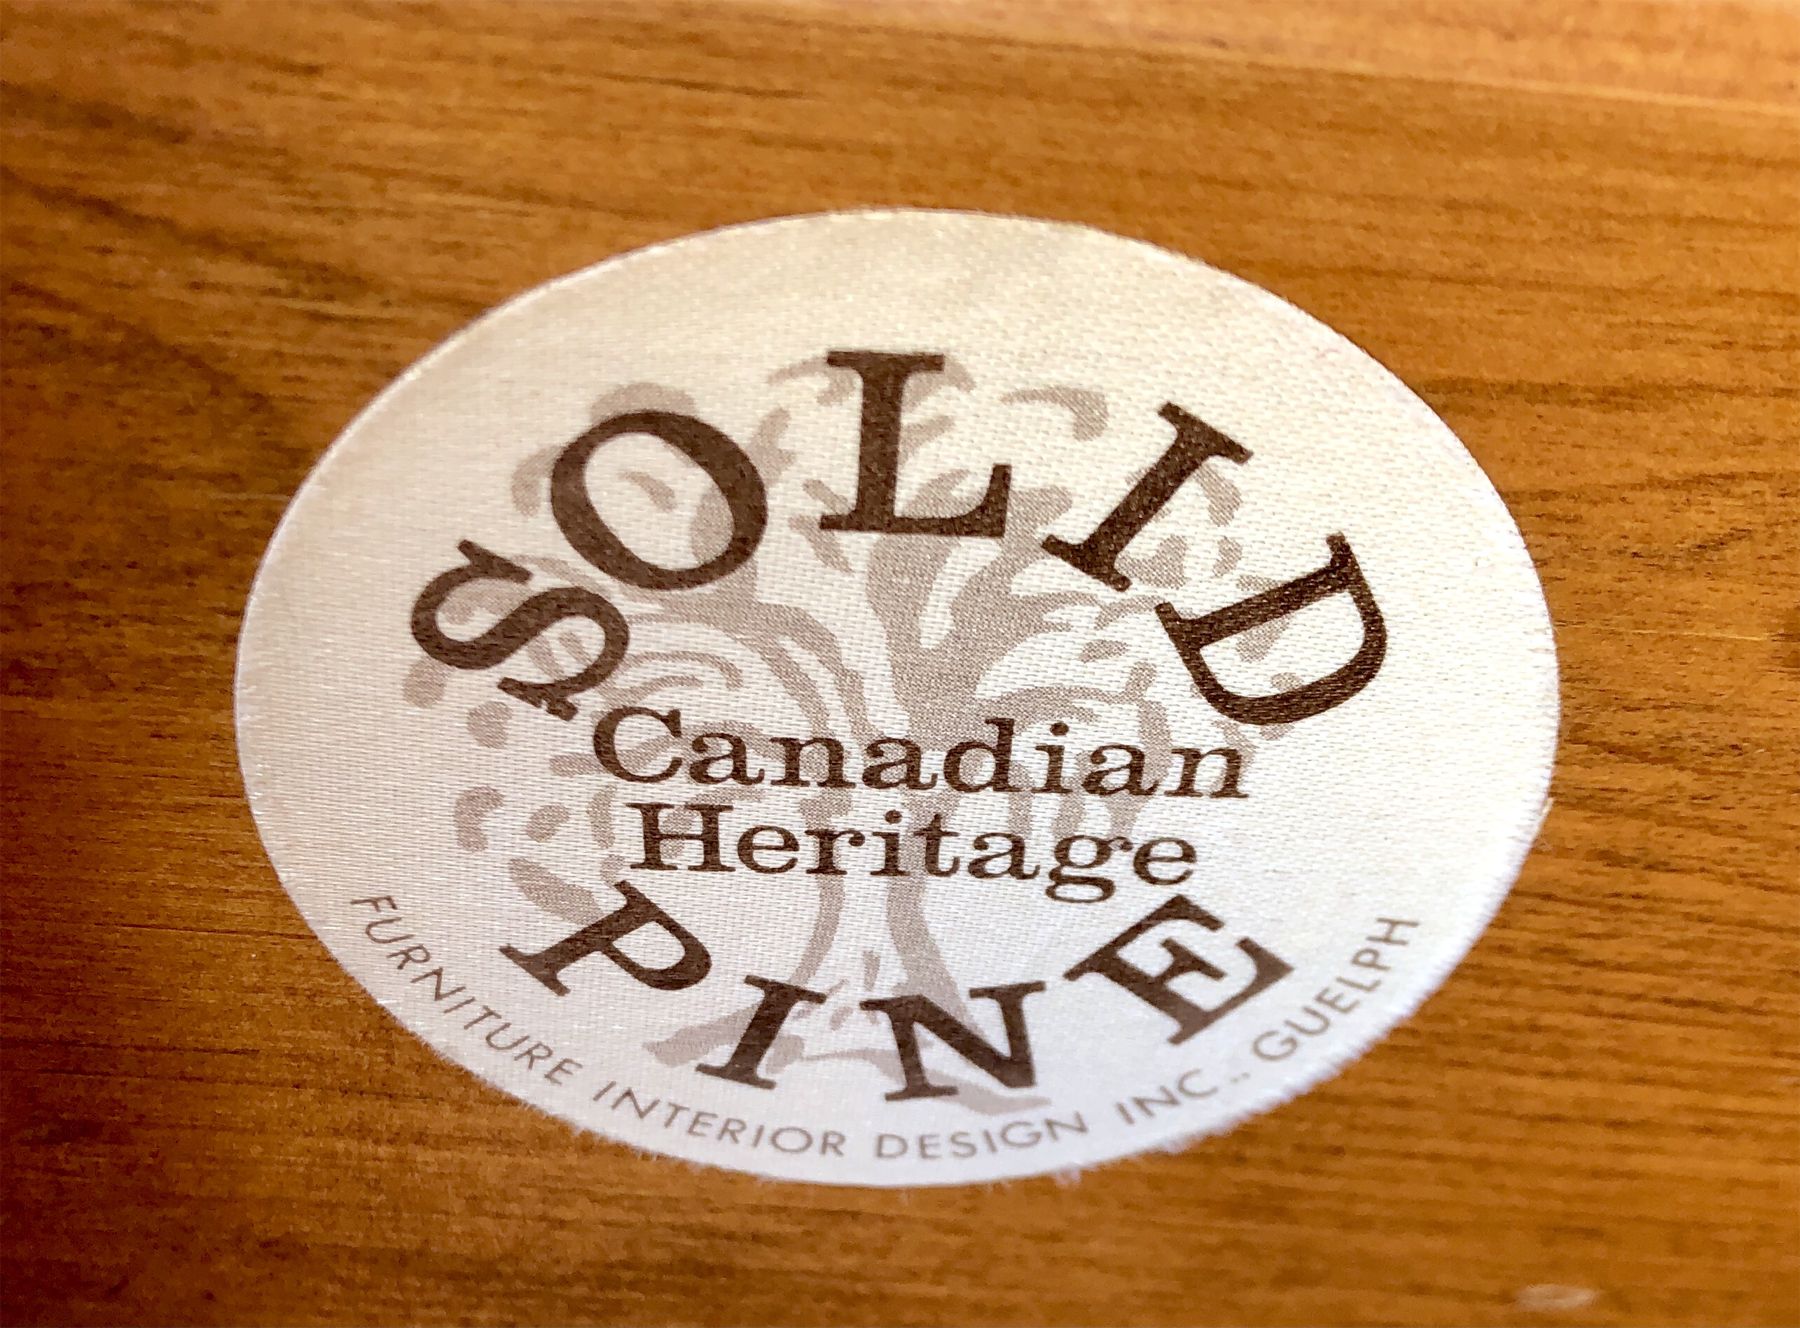 SOLID
Canadian
Heritage
PINE
FURNITURE INTERIOR DESIGN INC., GUELPH